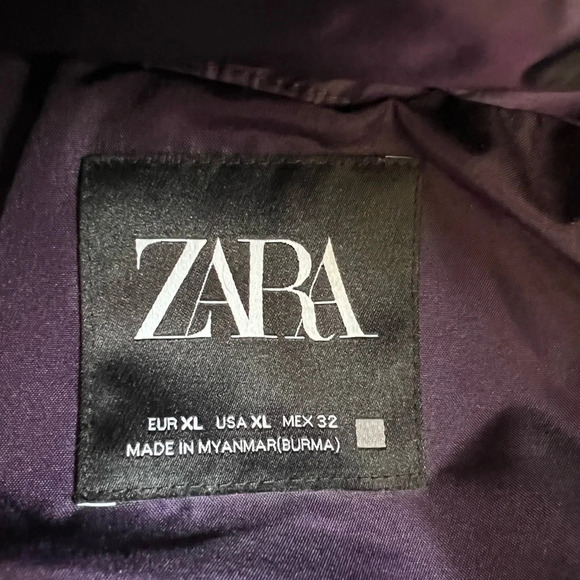 ZARA
EUR XL USA XL MEX 32
MADE IN MYANMAR(BURMA)